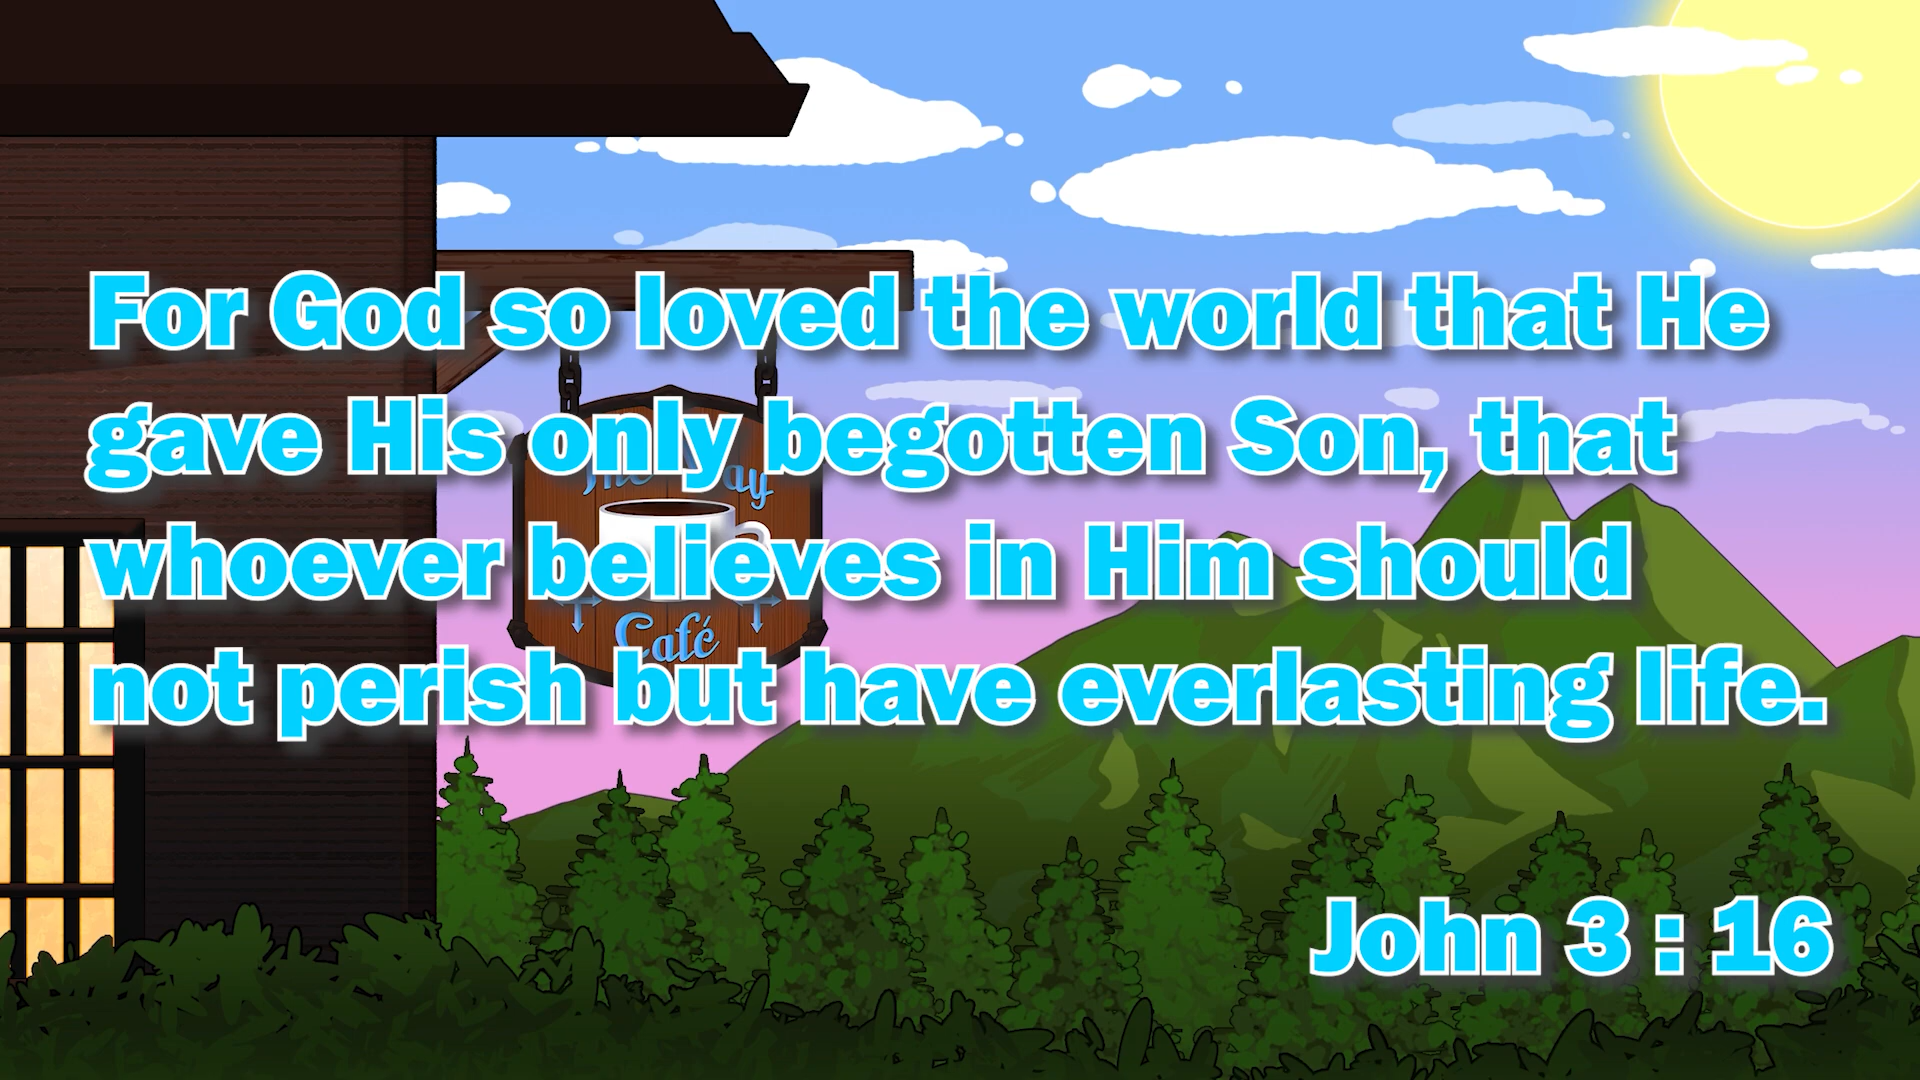 For God so loved the world that He
gave His only begotten Son, that
whoever believes in Him should
not perish but have everlasting life.
John 3 : 16
Café